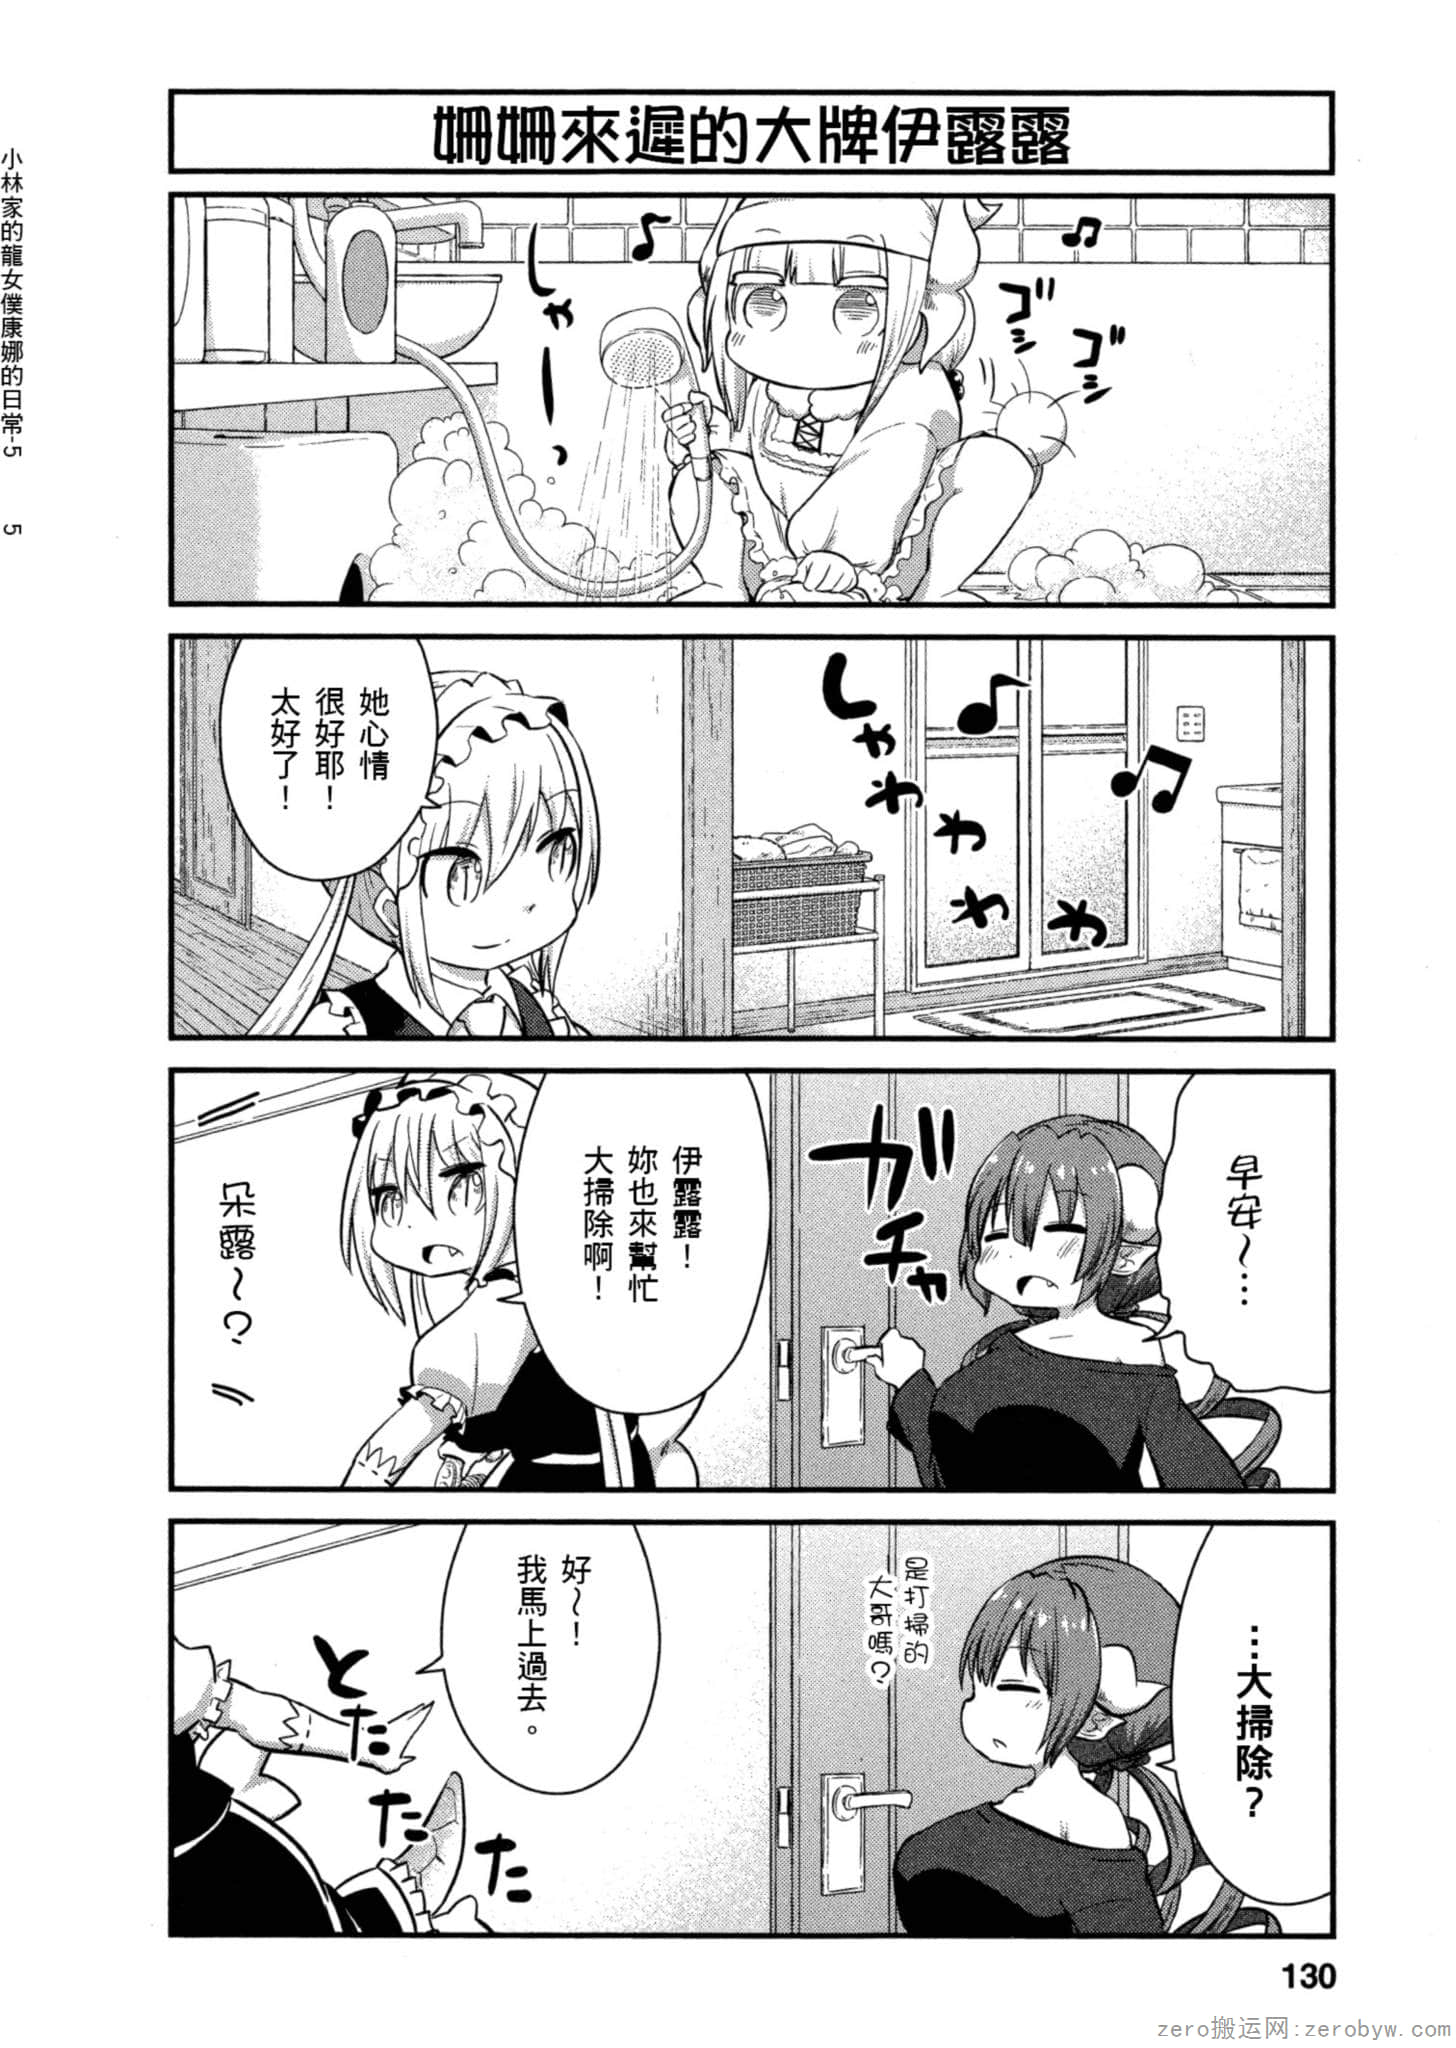 姍姍來遲的大牌伊露露
小林家的龍女僕康娜的日常-5 5
しゃーっ
ゴシ
ゴシ
しゃ
わ
わ
わ
わ
她心情
很好耶！
太好了！
早安～…
ガチャ
伊露露！
妳也來幫忙
大掃除啊！
朵露～？
…大掃除？
是打掃的
大哥嗎？
好～！
我馬上過去。
とたたた
130
zero搬运网:zerobyw.com